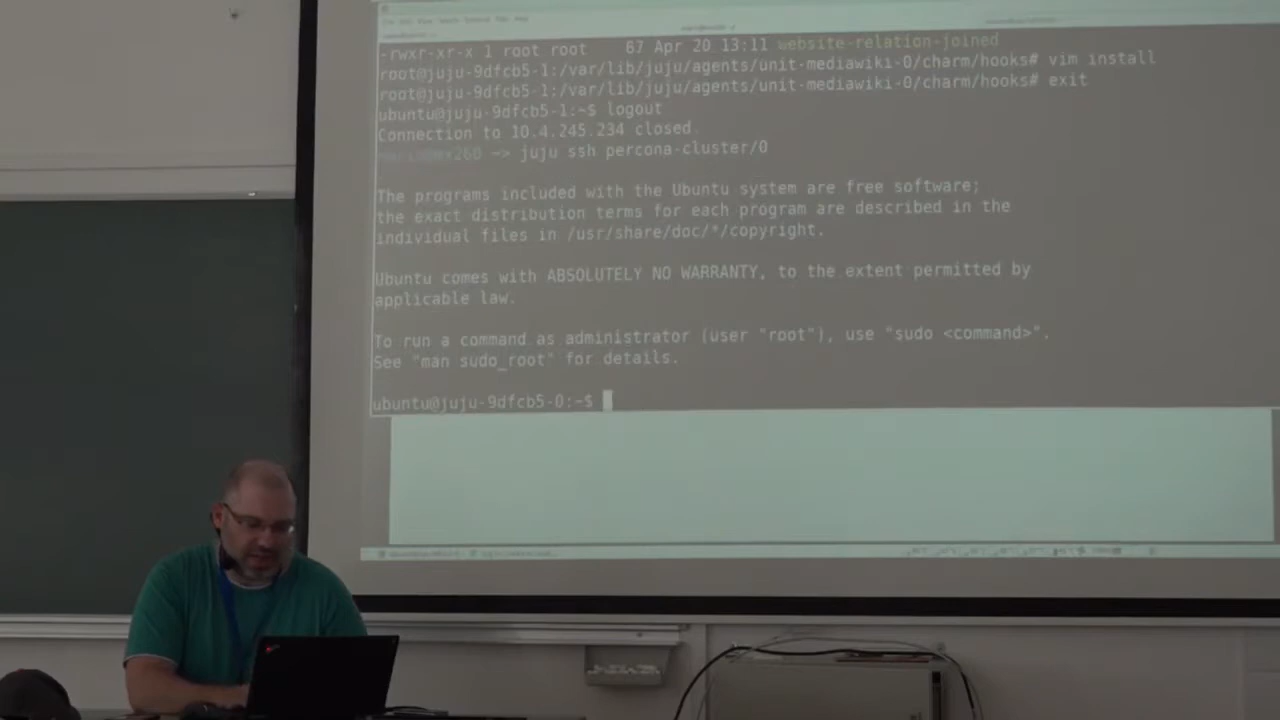 -rwxr-xr-x 1 root root    67 Apr 20 13:11 website-relation-joined
root@juju-9dfcb5-1:/var/lib/juju/agents/unit-mediawiki-0/charm/hooks# vim install
root@juju-9dfcb5-1:/var/lib/juju/agents/unit-mediawiki-0/charm/hooks# exit
ubuntu@juju-9dfcb5-1:~$ logout
Connection to 10.4.245.234 closed.
~> juju ssh percona-cluster/0
The programs included with the Ubuntu system are free software;
the exact distribution terms for each program are described in the
individual files in /usr/share/doc/*/copyright.
Ubuntu comes with ABSOLUTELY NO WARRANTY, to the extent permitted by
applicable law.
To run a command as administrator (user "root"), use "sudo <command>".
See "man sudo_root" for details.
ubuntu@juju-9dfcb5-0:~$